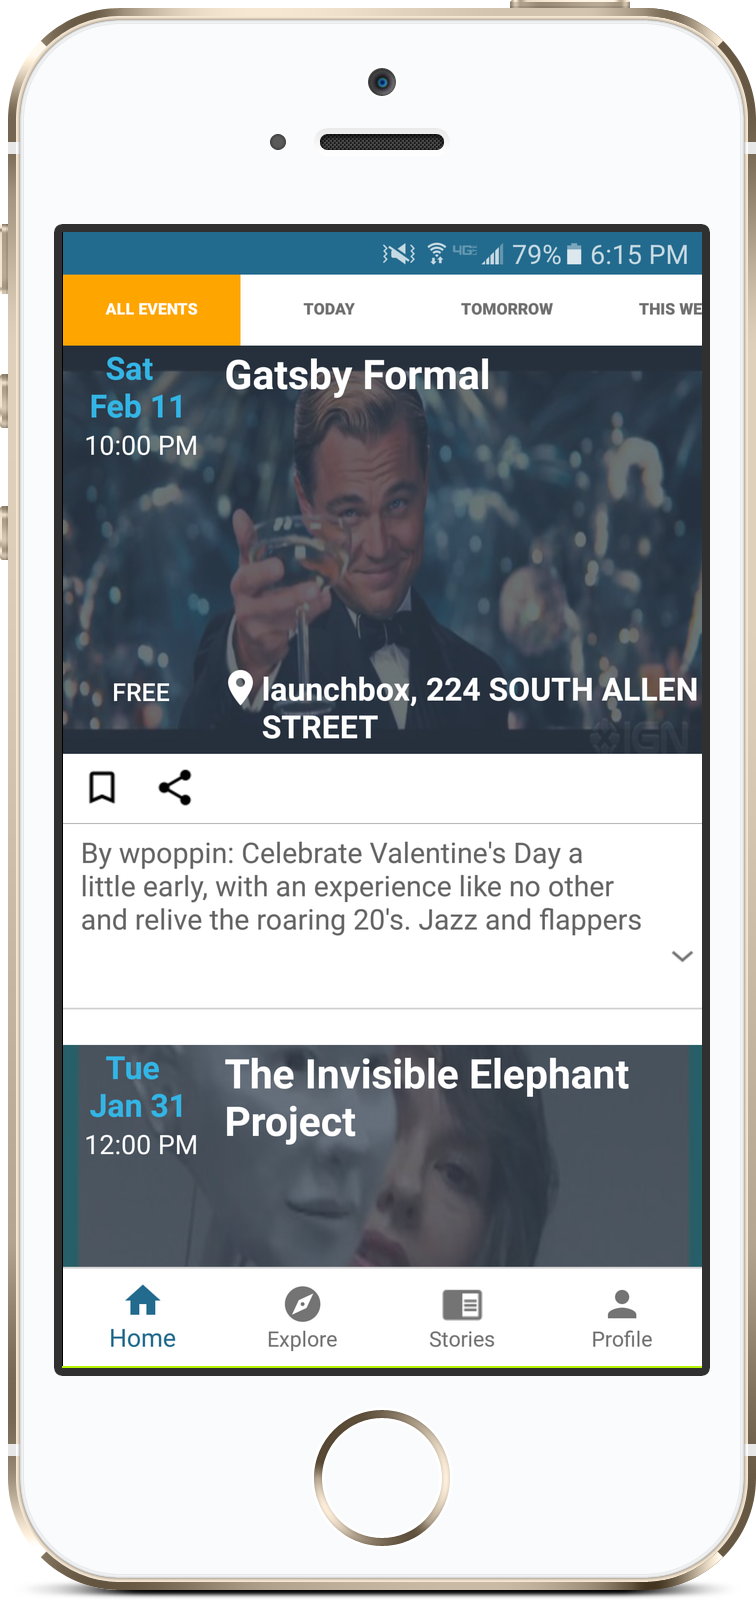 4G 79% 6:15 PM
ALL EVENTS TODAY TOMORROW THIS WE
Sat
Feb 11
10:00 PM
Gatsby Formal
FREE
launchbox, 224 SOUTH ALLEN
STREET
IGN
By wpoppin: Celebrate Valentine's Day a
little early, with an experience like no other
and relive the roaring 20's. Jazz and flappers
Tue
Jan 31
12:00 PM
The Invisible Elephant
Project
Home Explore Stories Profile